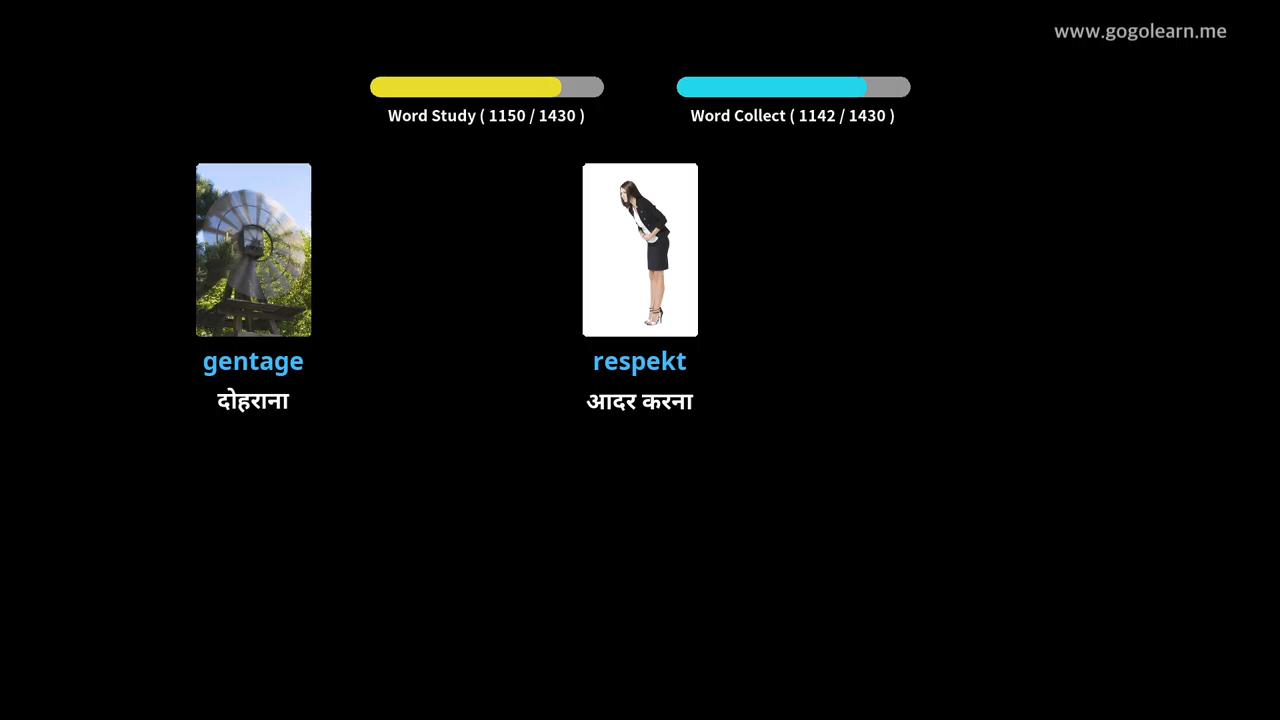 www.gogolearn.me
Word Study ( 1150 / 1430 )
Word Collect ( 1142 / 1430 )
gentage
दोहराना
respekt
आदर करना